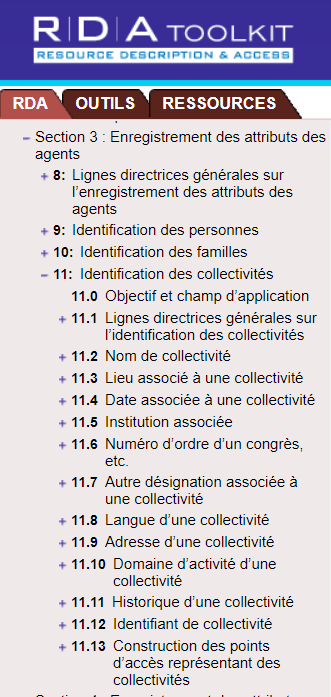 R|D|A TOOLKIT
RESOURCE DESCRIPTION & ACCESS
RDA OUTILS RESSOURCES
– Section 3 : Enregistrement des attributs des
agents
+ 8: Lignes directrices générales sur
l’enregistrement des attributs des
agents
+ 9: Identification des personnes
+ 10: Identification des familles
– 11: Identification des collectivités
11.0 Objectif et champ d’application
+ 11.1 Lignes directrices générales sur
l’identification des collectivités
+ 11.2 Nom de collectivité
+ 11.3 Lieu associé à une collectivité
+ 11.4 Date associée à une collectivité
+ 11.5 Institution associée
+ 11.6 Numéro d’ordre d’un congrès,
etc.
+ 11.7 Autre désignation associée à
une collectivité
+ 11.8 Langue d’une collectivité
+ 11.9 Adresse d’une collectivité
+ 11.10 Domaine d’activité d’une
collectivité
+ 11.11 Historique d’une collectivité
+ 11.12 Identifiant de collectivité
+ 11.13 Construction des points
d’accès représentant des
collectivités